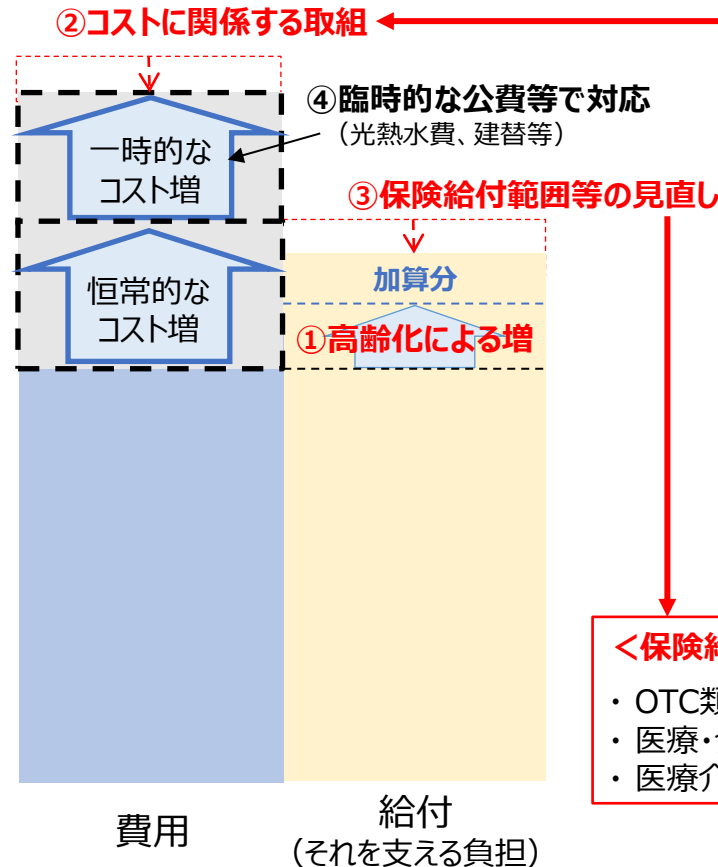 ②コストに関係する取組
④臨時的な公費等で対応
（光熱水費、建替等）
一時的な
コスト増
③保険給付範囲等の見直し
加算分
恒常的な
コスト増
①高齢化による増
＜保険給
・ OTC類
・ 医療・
・ 医療介
費用
給付
（それを支える負担）